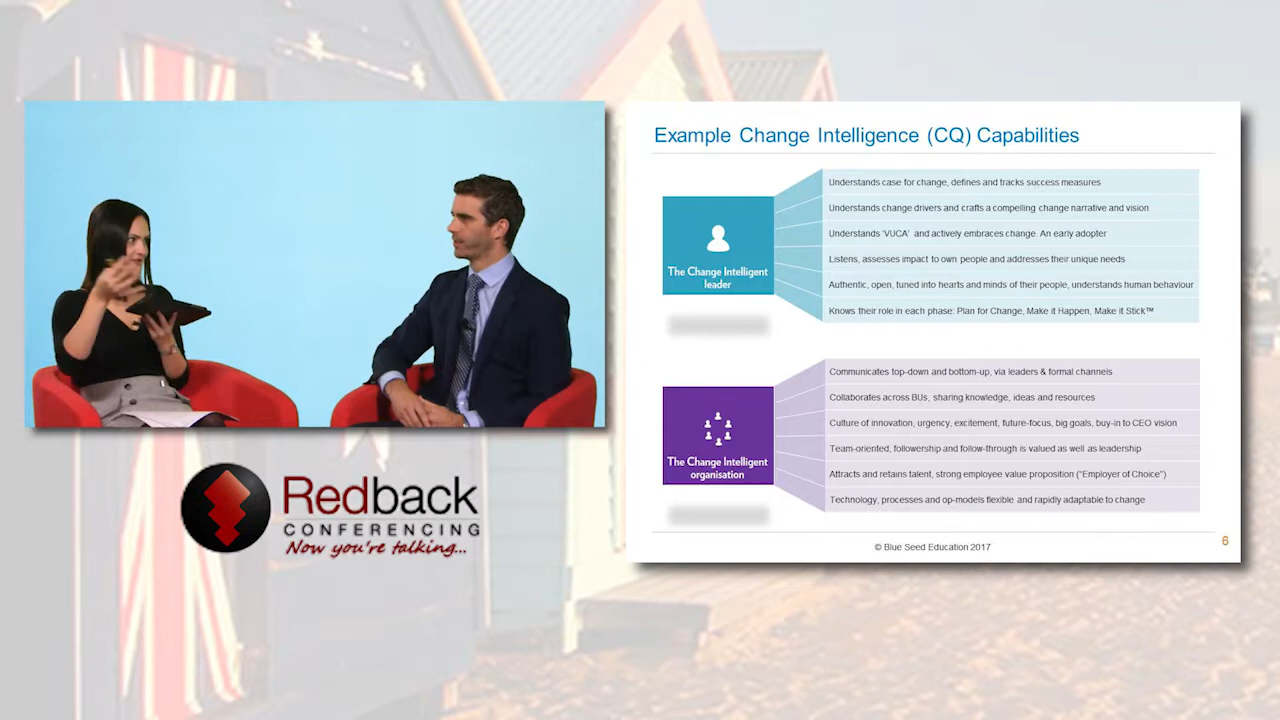 Example Change Intelligence (CQ) Capabilities
The Change Intelligent
leader
Understands case for change, defines and tracks success measures
Understands change drivers and crafts a compelling change narrative and vision
Understands 'VUCA' and actively embraces change. An early adopter
Listens, assesses impact to own people and addresses their unique needs
Authentic, open, tuned into hearts and minds of their people, understands human behaviour
Knows their role in each phase: Plan for Change, Make it Happen, Make it Stick™
The Change Intelligent
organisation
Communicates top-down and bottom-up, via leaders & formal channels
Collaborates across BUs, sharing knowledge, ideas and resources
Culture of innovation, urgency, excitement, future-focus, big goals, buy-in to CEO vision
Team-oriented, followership and follow-through is valued as well as leadership
Attracts and retains talent, strong employee value proposition ("Employer of Choice")
Technology, processes and op-models flexible and rapidly adaptable to change
© Blue Seed Education 2017
6
Redback
CONFERENCING
Now you're talking...